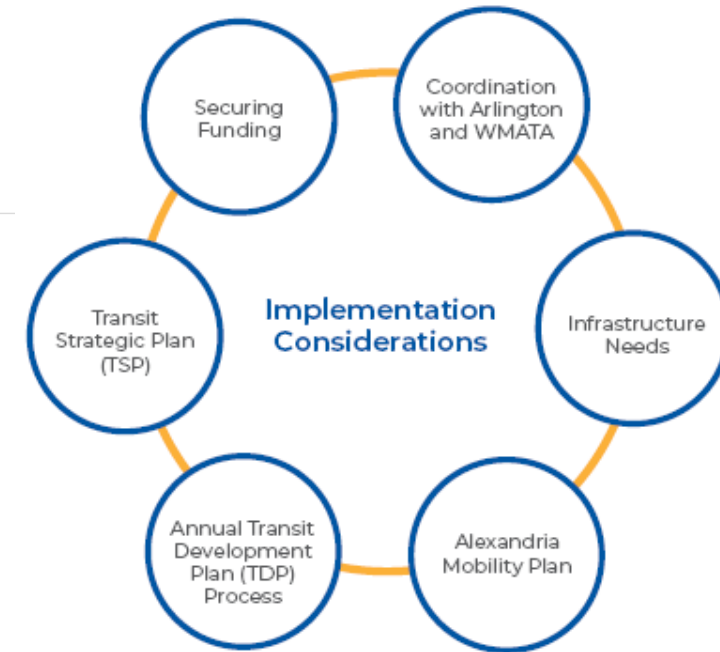 Securing
Funding
Coordination
with Arlington
and WMATA
Transit
Strategic Plan
(TSP)
Implementation
Considerations
Infrastructure
Needs
Annual Transit
Development
Plan (TDP)
Process
Alexandria
Mobility Plan